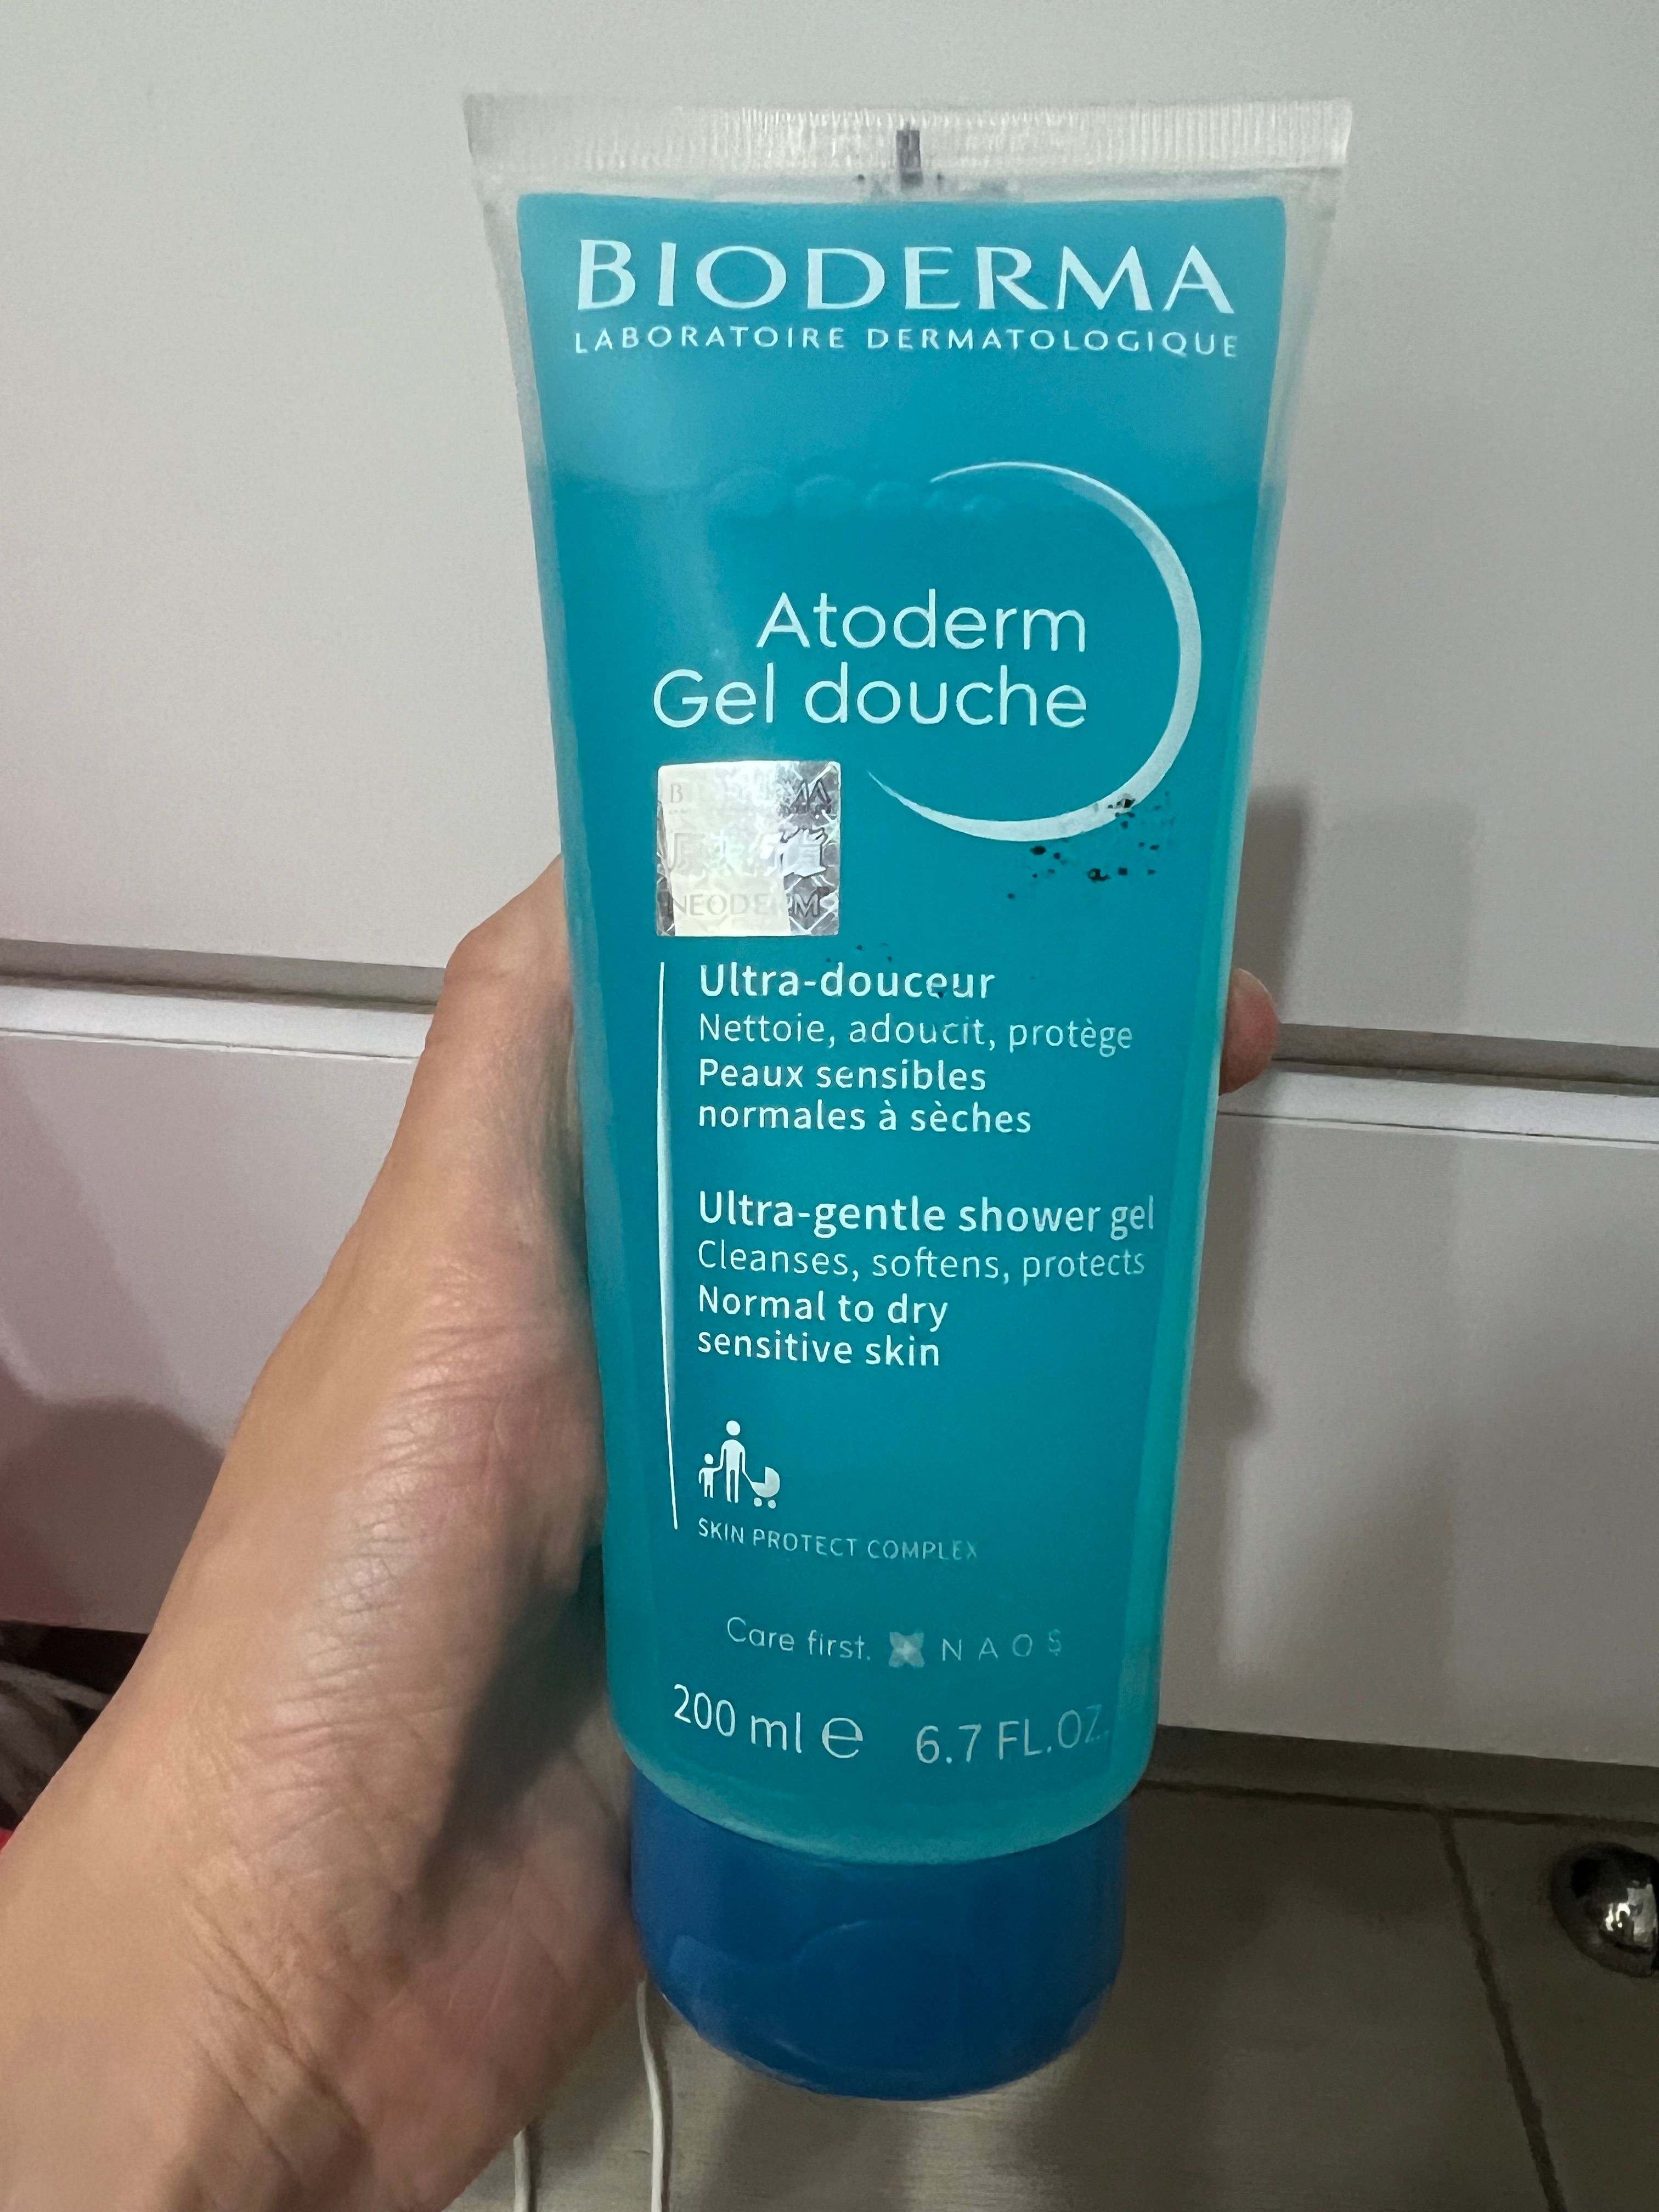 BIODERMA
LABORATOIRE DERMATOLOGIQUE
Atoderm
Gel douche
NEODERM
Ultra-douceur
Nettoie, adoucit, protège
Peaux sensibles
normales à sèches
Ultra-gentle shower gel
Cleanses, softens, protects
Normal to dry
sensitive skin
SKIN PROTECT COMPLEX
Care first. NAOS
200 ml ℮ 6.7 FL.OZ.